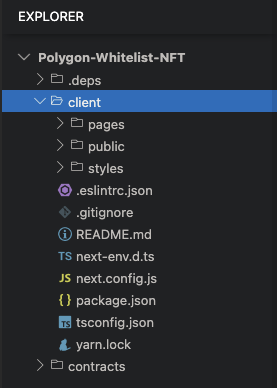 EXPLORER
Polygon-Whitelist-NFT
.deps
client
pages
public
styles
.eslintrc.json
.gitignore
README.md
TS next-env.d.ts
JS next.config.js
{ } package.json
TS tsconfig.json
yarn.lock
contracts